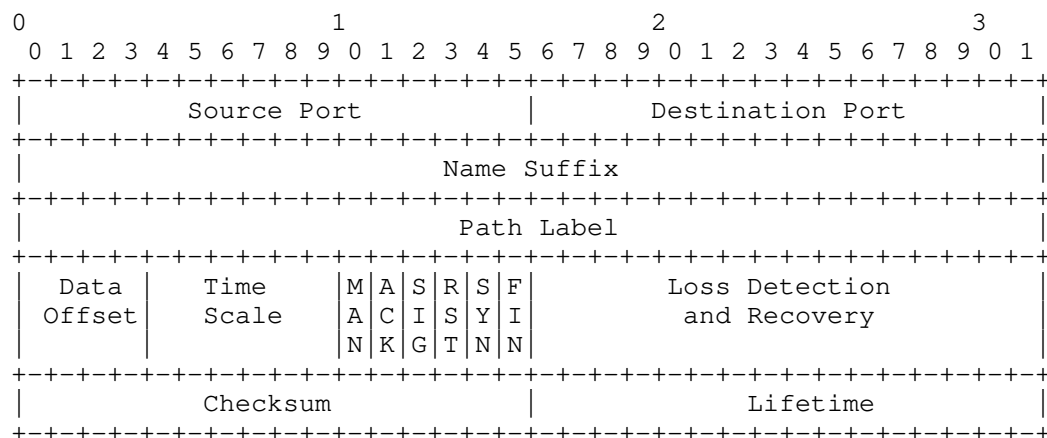 0                   1                   2                   3
 0 1 2 3 4 5 6 7 8 9 0 1 2 3 4 5 6 7 8 9 0 1 2 3 4 5 6 7 8 9 0 1
+-+-+-+-+-+-+-+-+-+-+-+-+-+-+-+-+-+-+-+-+-+-+-+-+-+-+-+-+-+-+-+-+
|          Source Port          |       Destination Port        |
+-+-+-+-+-+-+-+-+-+-+-+-+-+-+-+-+-+-+-+-+-+-+-+-+-+-+-+-+-+-+-+-+
|                          Name Suffix                          |
+-+-+-+-+-+-+-+-+-+-+-+-+-+-+-+-+-+-+-+-+-+-+-+-+-+-+-+-+-+-+-+-+
|                           Path Label                          |
+-+-+-+-+-+-+-+-+-+-+-+-+-+-+-+-+-+-+-+-+-+-+-+-+-+-+-+-+-+-+-+-+
|  Data |   Time    |M|A|S|R|S|F|        Loss Detection         |
| Offset|   Scale   |A|C|I|S|Y|I|         and Recovery          |
|       |           |N|K|G|T|N|N|                               |
+-+-+-+-+-+-+-+-+-+-+-+-+-+-+-+-+-+-+-+-+-+-+-+-+-+-+-+-+-+-+-+-+
|           Checksum            |             Lifetime          |
+-+-+-+-+-+-+-+-+-+-+-+-+-+-+-+-+-+-+-+-+-+-+-+-+-+-+-+-+-+-+-+-+